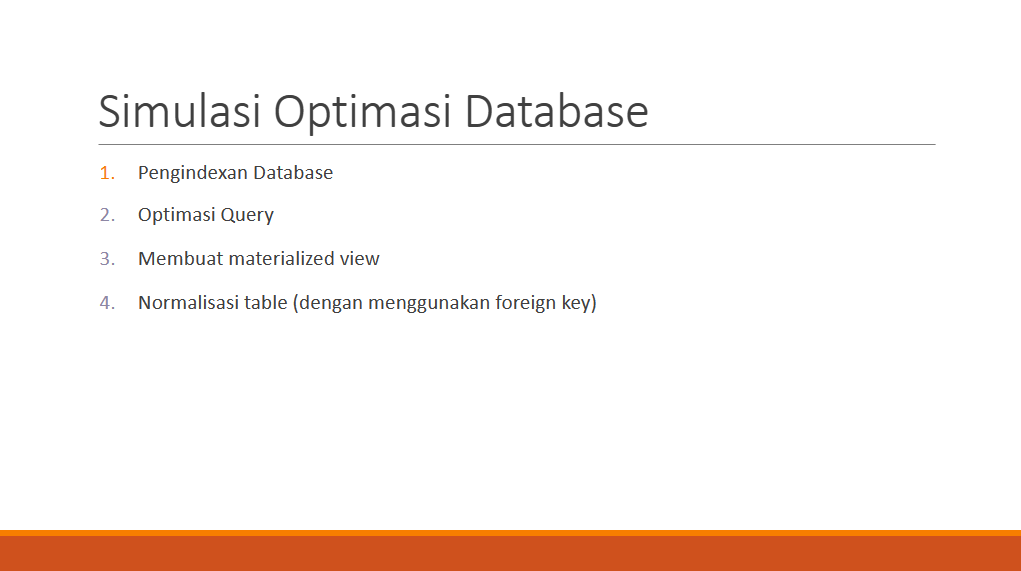 Simulasi Optimasi Database
1. Pengindexan Database
2. Optimasi Query
3. Membuat materialized view
4. Normalisasi table (dengan menggunakan foreign key)